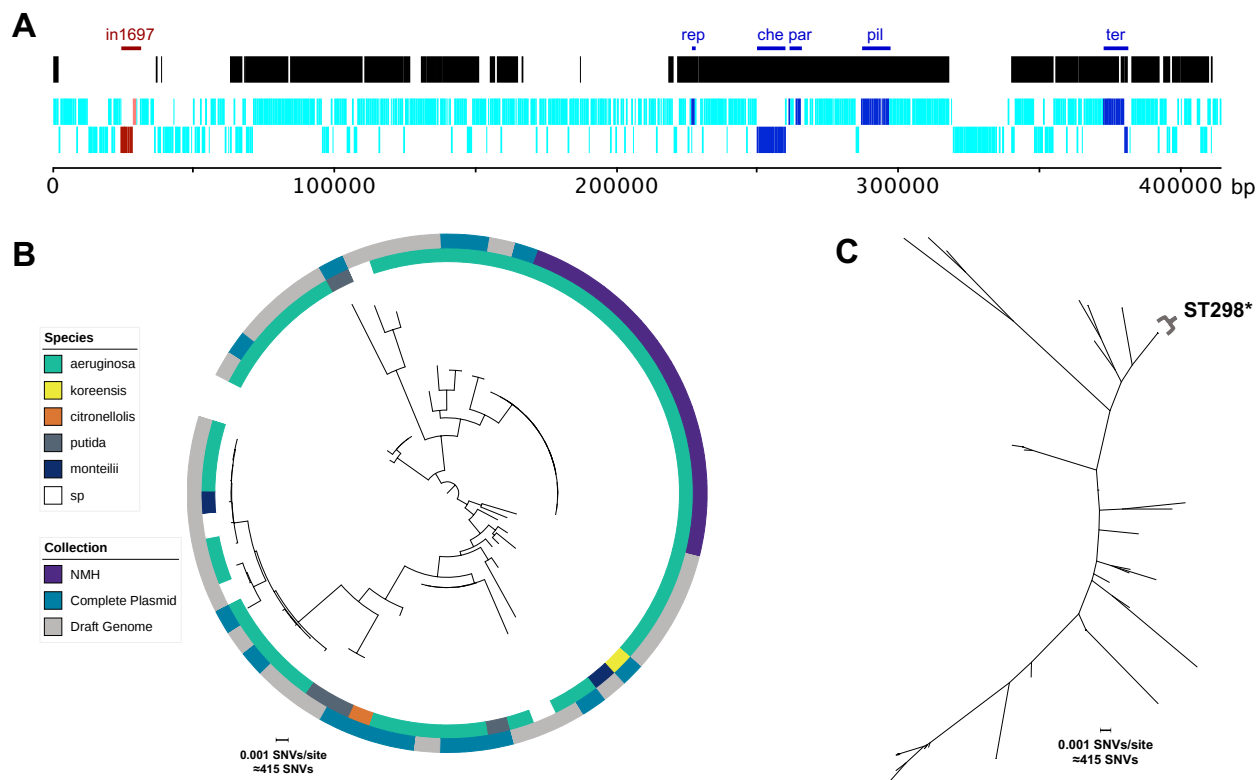 A
in1697
rep
che
par
pil
ter
0
100000
200000
300000
400000
bp
B
C
Species
aeruginosa
koreensis
citronellolis
putida
monteilii
sp
Collection
NMH
Complete Plasmid
Draft Genome
0.001 SNVs/site
≈415 SNVs
ST298*
0.001 SNVs/site
≈415 SNVs